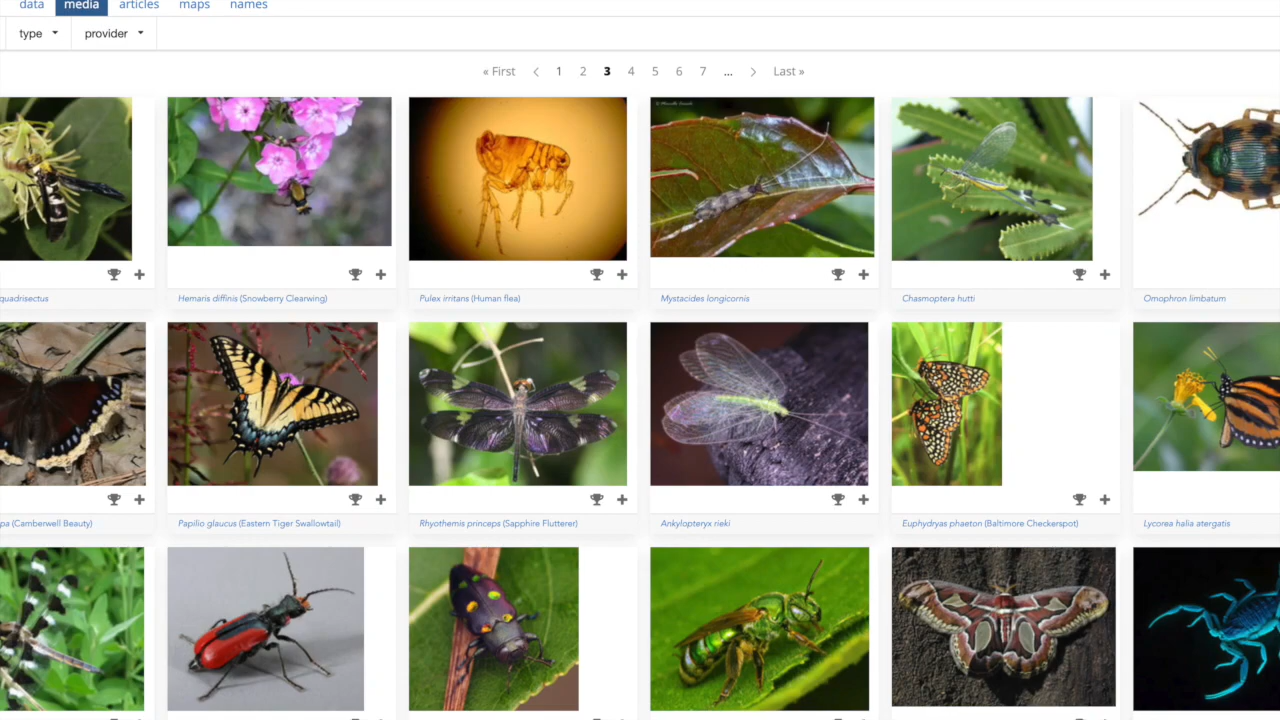 data media articles maps names
type provider
« First 1 2 3 4 5 6 7 ... Last »
quadrisectus
Hemaris diffinis (Snowberry Clearwing)
Pulex irritans (Human flea)
Mystacides longicornis
Chasmoptera hutti
Omophron limbatum
pa (Camberwell Beauty)
Papilio glaucus (Eastern Tiger Swallowtail)
Rhyothemis princeps (Sapphire Flutterer)
Ankylopteryx rieki
Euphydryas phaeton (Baltimore Checkerspot)
Lycorea halia atergatis